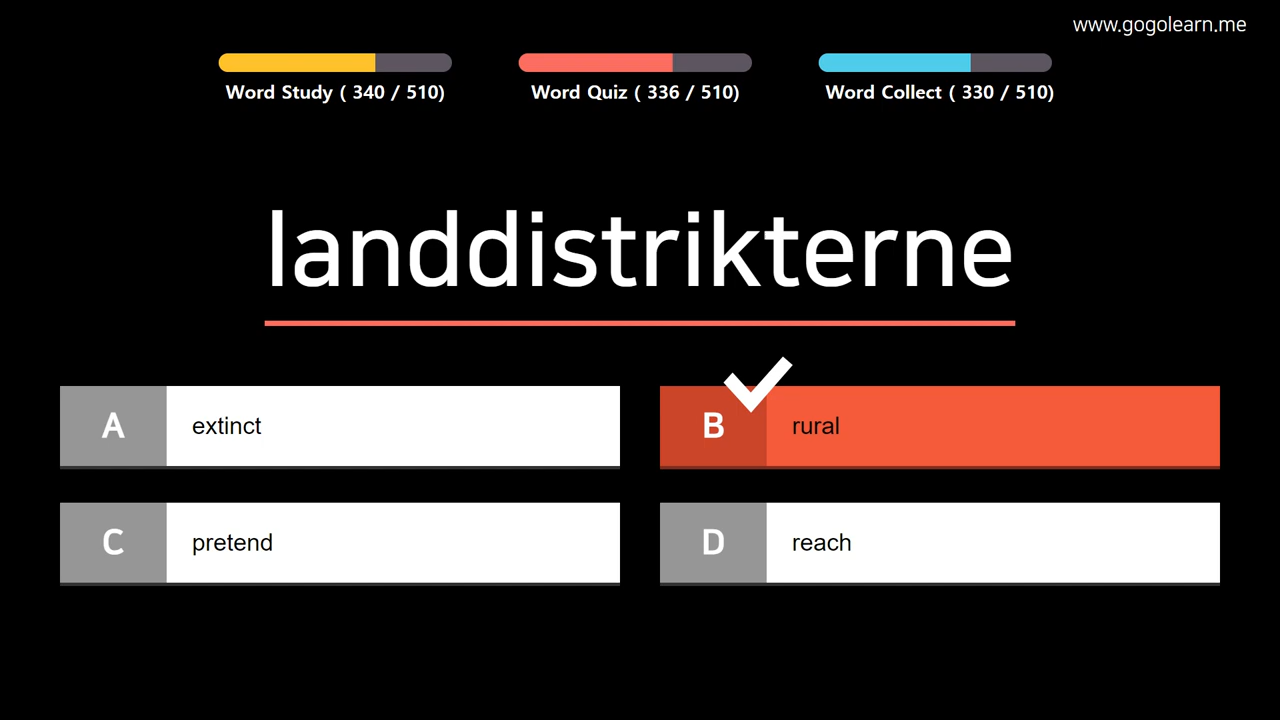 www.gogolearn.me
Word Study ( 340 / 510)
Word Quiz ( 336 / 510)
Word Collect ( 330 / 510)
landdistrikterne
A extinct
B rural
C pretend
D reach